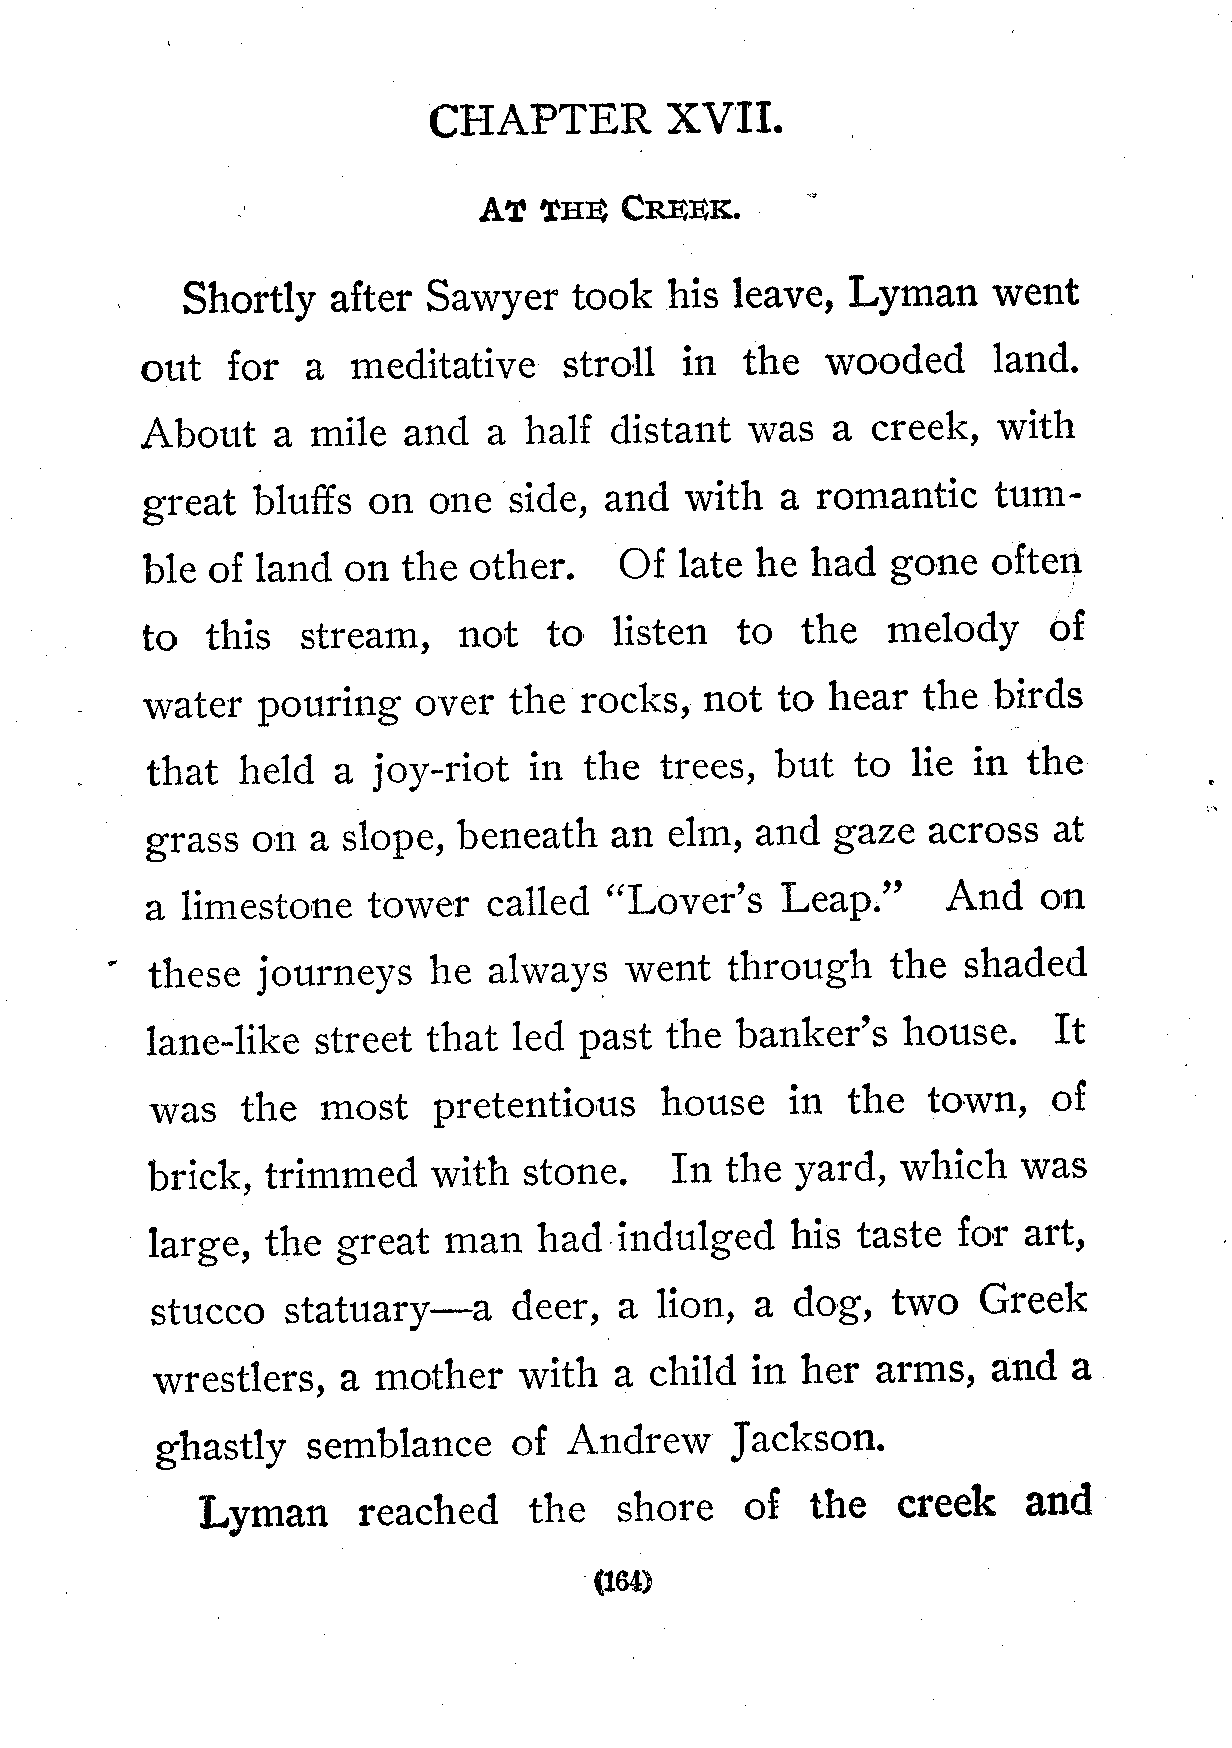 CHAPTER XVII.
AT THE CREEK.
Shortly after Sawyer took his leave, Lyman went
out for a meditative stroll in the wooded land.
About a mile and a half distant was a creek, with
great bluffs on one side, and with a romantic tum-
ble of land on the other. Of late he had gone often
to this stream, not to listen to the melody of
water pouring over the rocks, not to hear the birds
that held a joy-riot in the trees, but to lie in the
grass on a slope, beneath an elm, and gaze across at
a limestone tower called “Lover’s Leap.” And on
these journeys he always went through the shaded
lane-like street that led past the banker’s house. It
was the most pretentious house in the town, of
brick, trimmed with stone. In the yard, which was
large, the great man had indulged his taste for art,
stucco statuary—a deer, a lion, a dog, two Greek
wrestlers, a mother with a child in her arms, and a
ghastly semblance of Andrew Jackson.
Lyman reached the shore of the creek and
(164)